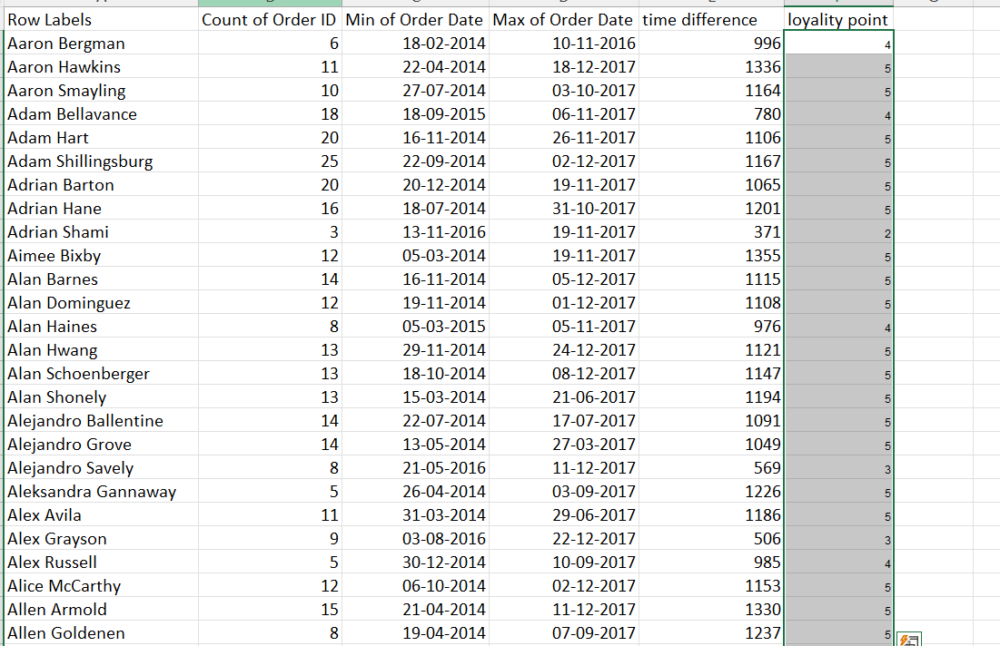 Row Labels Count of Order ID Min of Order Date Max of Order Date time difference loyality point
Aaron Bergman 6 18-02-2014 10-11-2016 996 4
Aaron Hawkins 11 22-04-2014 18-12-2017 1336 5
Aaron Smayling 10 27-07-2014 03-10-2017 1164 5
Adam Bellavance 18 18-09-2015 06-11-2017 780 4
Adam Hart 20 16-11-2014 26-11-2017 1106 5
Adam Shillingsburg 25 22-09-2014 02-12-2017 1167 5
Adrian Barton 20 20-12-2014 19-11-2017 1065 5
Adrian Hane 16 18-07-2014 31-10-2017 1201 5
Adrian Shami 3 13-11-2016 19-11-2017 371 2
Aimee Bixby 12 05-03-2014 19-11-2017 1355 5
Alan Barnes 14 16-11-2014 05-12-2017 1115 5
Alan Dominguez 12 19-11-2014 01-12-2017 1108 5
Alan Haines 8 05-03-2015 05-11-2017 976 4
Alan Hwang 13 29-11-2014 24-12-2017 1121 5
Alan Schoenberger 13 18-10-2014 08-12-2017 1147 5
Alan Shonely 13 15-03-2014 21-06-2017 1194 5
Alejandro Ballentine 14 22-07-2014 17-07-2017 1091 5
Alejandro Grove 14 13-05-2014 27-03-2017 1049 5
Alejandro Savely 8 21-05-2016 11-12-2017 569 3
Aleksandra Gannaway 5 26-04-2014 03-09-2017 1226 5
Alex Avila 11 31-03-2014 29-06-2017 1186 5
Alex Grayson 9 03-08-2016 22-12-2017 506 3
Alex Russell 5 30-12-2014 10-09-2017 985 4
Alice McCarthy 12 06-10-2014 02-12-2017 1153 5
Allen Armold 15 21-04-2014 11-12-2017 1330 5
Allen Goldenen 8 19-04-2014 07-09-2017 1237 5